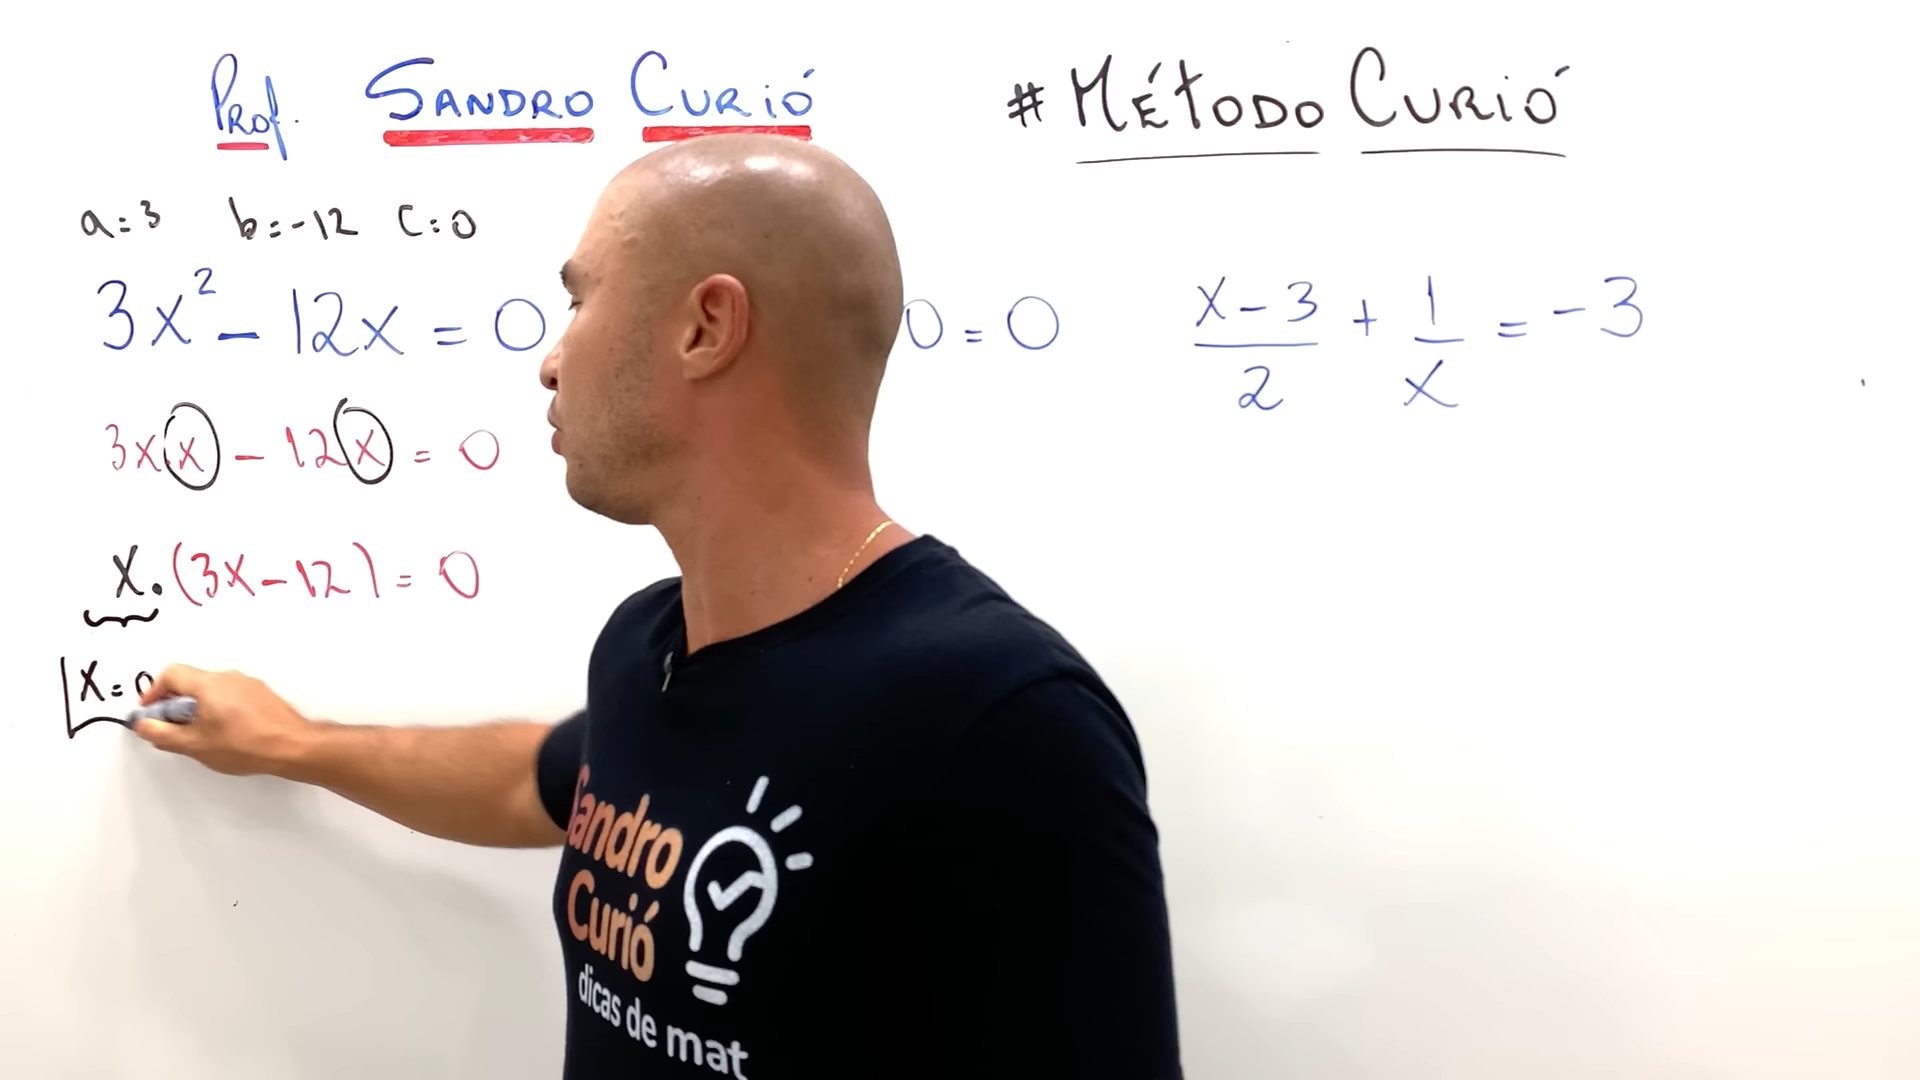 Prof. SANDRO CURIÓ
# MÉTODO CURIÓ
a=3 b=-12 c=0
3x² - 12x = 0
0 = 0
x-3/2 + 1/x = -3
3x x - 12 x = 0
x.(3x-12) = 0
x=0
Sandro
Curió
dicas de mat